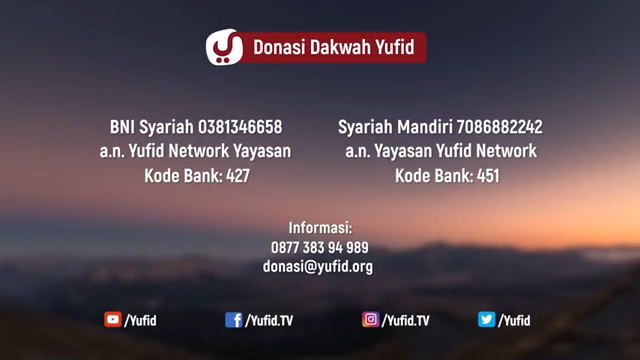 Donasi Dakwah Yufid
BNI Syariah 0381346658
a.n. Yufid Network Yayasan
Kode Bank: 427
Syariah Mandiri 7086882242
a.n. Yayasan Yufid Network
Kode Bank: 451
Informasi:
0877 383 94 989
donasi@yufid.org
/Yufid
/Yufid.TV
/Yufid.TV
/Yufid